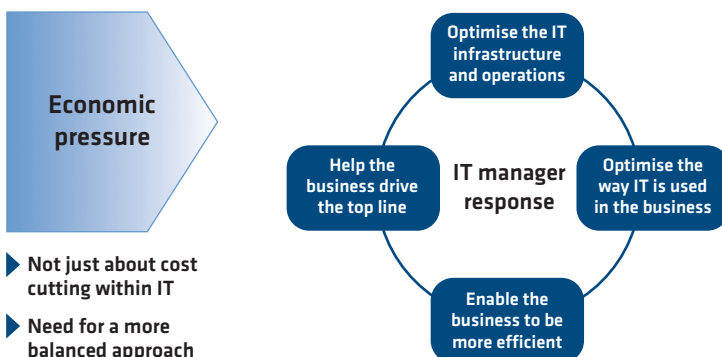 Economic
pressure
Not just about cost
cutting within IT
Need for a more
balanced approach
Optimise the IT
infrastructure
and operations
Help the
business drive
the top line
IT manager
response
Optimise the
way IT is used
in the business
Enable the
business to be
more efficient